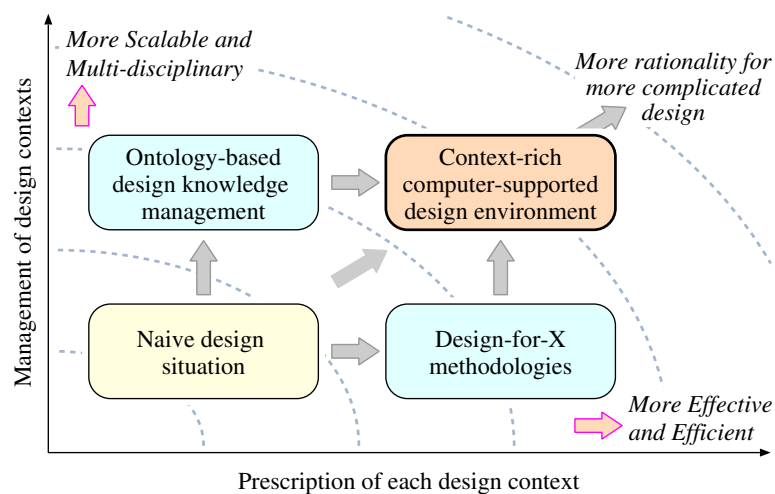 More Scalable and
Multi-disciplinary
More rationality for
more complicated
design
Ontology-based
design knowledge
management
Context-rich
computer-supported
design environment
Management of design contexts
Naive design
situation
Design-for-X
methodologies
More Effective
and Efficient
Prescription of each design context